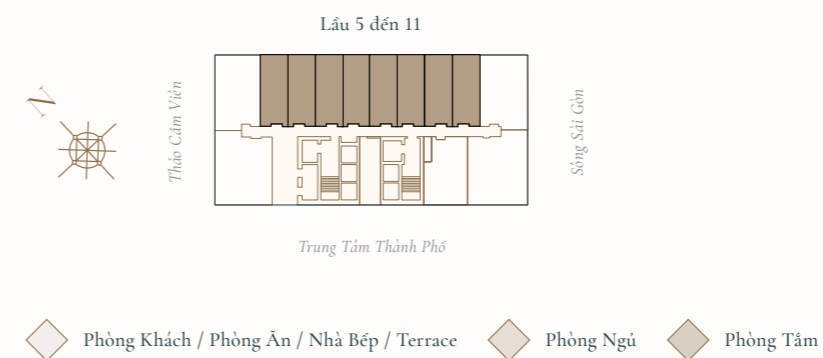 Lầu 5 đến 11
N
Thảo Cầm Viên
Sông Sài Gòn
Trung Tâm Thành Phố
Phòng Khách / Phòng Ăn / Nhà Bếp / Terrace
Phòng Ngủ
Phòng Tắm